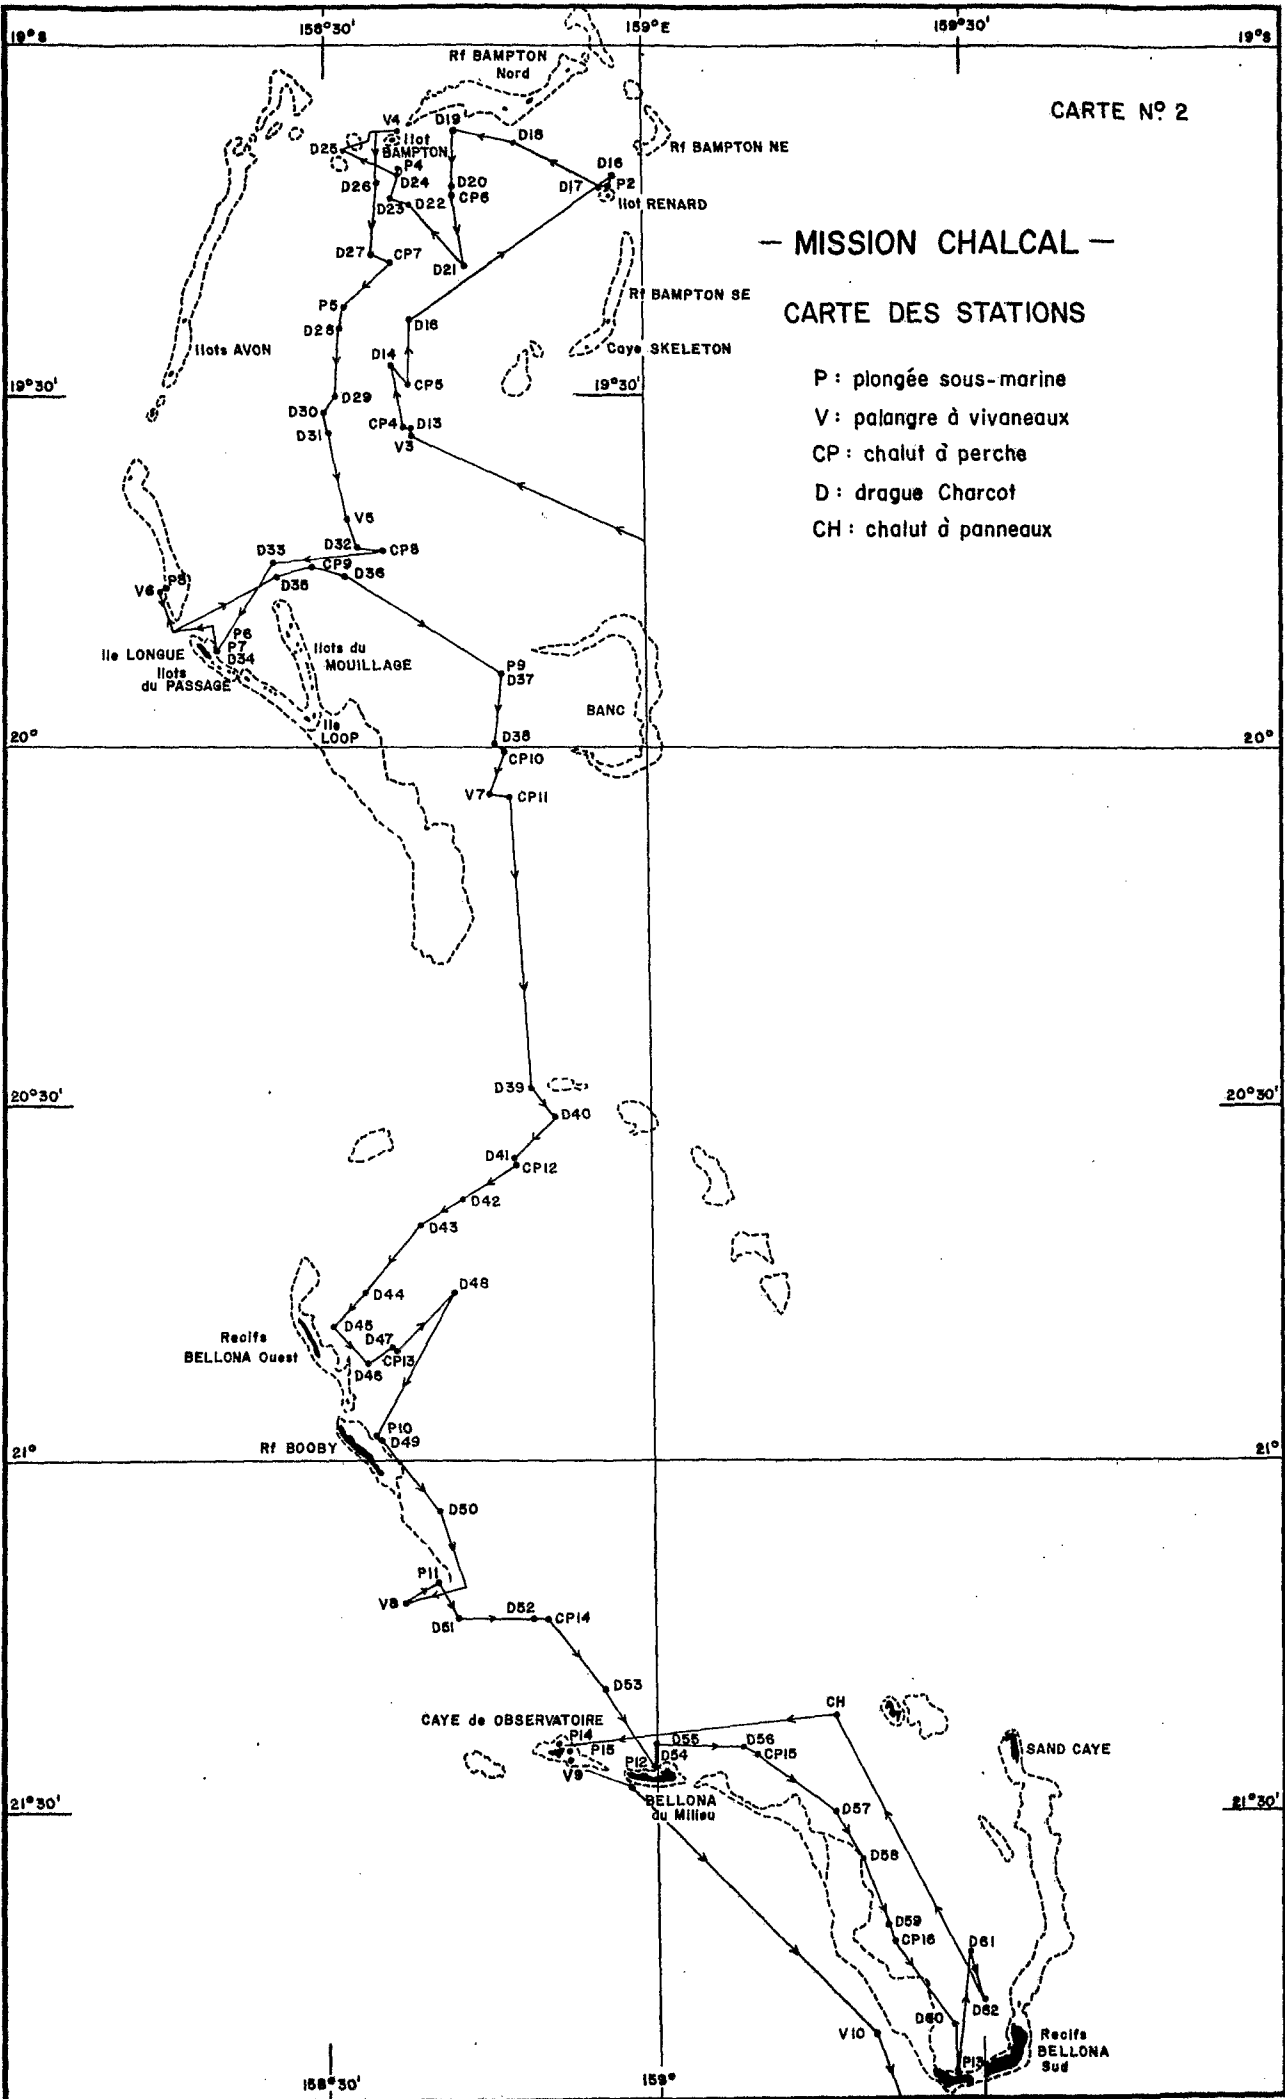 158°30'
159°E
159°30'
19°S
19°S
Rf BAMPTON
Nord
CARTE Nº 2
V4
Ilot
BAMPTON
D19
D18
Rf BAMPTON NE
D25
P4
D24
D16
D17
P2
Ilot RENARD
D26
D20
CP6
D23
D22
— MISSION CHALCAL —
D27
CP7
D21
P5
Rf BAMPTON SE
CARTE DES STATIONS
D28
D16
Ilots AVON
D14
Caye SKELETON
19°30'
CP5
19°30'
P : plongée sous-marine
D29
D30
V : palangre à vivaneaux
D31
CP4
D13
V3
CP : chalut à perche
D : drague Charcot
V5
CH : chalut à panneaux
D32
CP8
D33
CP9
D35
D36
V6
P8
P6
P7
D34
Ile LONGUE
Ilots
du PASSAGE
Ilots du
MOUILLAGE
P9
D37
Ile
LOOP
BANC
20°
D38
20°
CP10
V7
CP11
D39
20°30'
20°30'
D40
D41
CP12
D42
D43
D44
D48
D45
Recifs
BELLONA Ouest
D47
CP13
D46
P10
D49
Rf BOOBY
21°
21°
D50
P11
V8
D51
D52
CP14
D53
CH
CAYE de OBSERVATOIRE
P14
P15
V9
D55
D54
P12
D56
CP15
SAND CAYE
BELLONA
du Milieu
21°30'
D57
21°30'
D58
D59
CP16
D61
D62
D60
V10
P13
Recifs
BELLONA
Sud
158°30'
159°